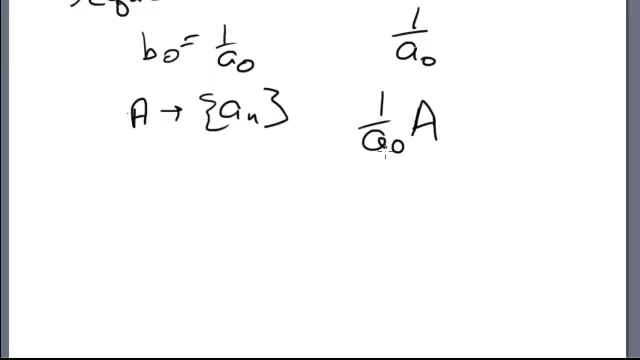 b₀ = 1/a₀    1/a₀
A → {aₙ}    1/a₀ A